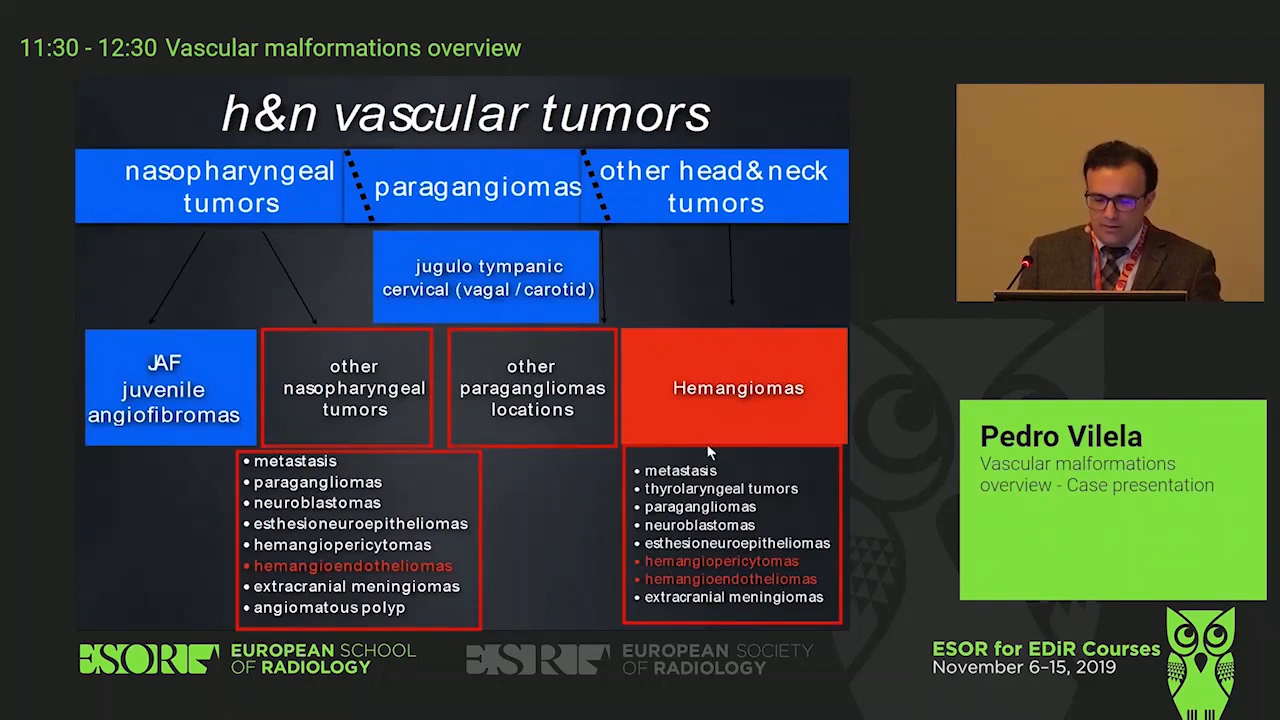 11:30 - 12:30 Vascular malformations overview
h&n vascular tumors
nasopharyngeal
tumors
paragangiomas
other head&neck
tumors
jugulo tympanic
cervical (vagal / carotid)
JAF
juvenile
angiofibromas
other
nasopharyngeal
tumors
other
paragangliomas
locations
Hemangiomas
• metastasis
• paragangliomas
• neuroblastomas
• esthesioneuroepitheliomas
• hemangiopericytomas
• hemangioendotheliomas
• extracranial meningiomas
• angiomatous polyp
• metastasis
• thyrolaryngeal tumors
• paragangliomas
• neuroblastomas
• esthesioneuroepitheliomas
• hemangiopericytomas
• hemangioendotheliomas
• extracranial meningiomas
Pedro Vilela
Vascular malformations
overview - Case presentation
ESOR
EUROPEAN SCHOOL
OF RADIOLOGY
ESR
EUROPEAN SOCIETY
OF RADIOLOGY
ESOR for EDiR Courses
November 6–15, 2019